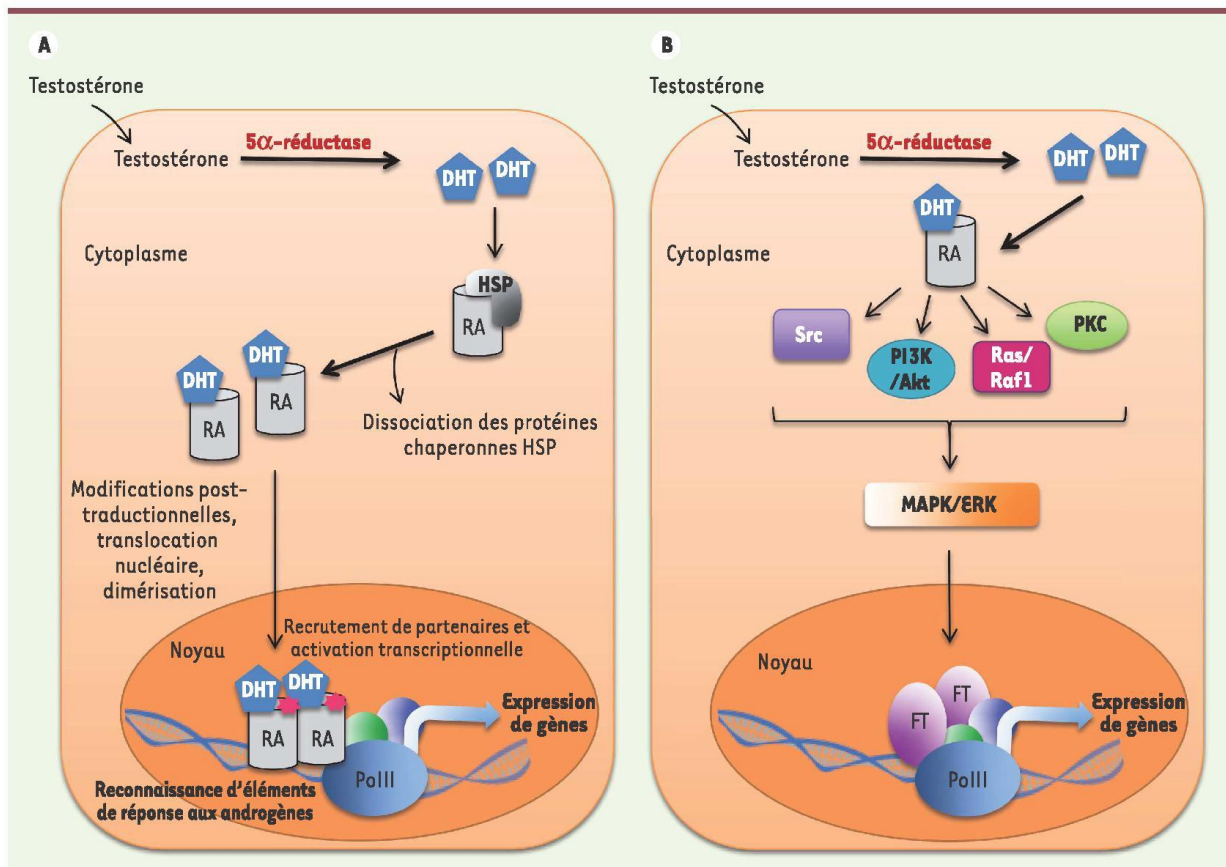 A
Testostérone
Testostérone
5α-réductase
DHT
DHT
Cytoplasme
HSP
RA
DHT
RA
DHT
RA
Dissociation des protéines
chaperonnes HSP
Modifications post-
traductionnelles,
translocation
nucléaire,
dimérisation
Noyau
Recrutement de partenaires et
activation transcriptionnelle
DHT
DHT
RA
RA
PolII
Expression
de gènes
Reconnaissance d'éléments
de réponse aux androgènes
B
Testostérone
Testostérone
5α-réductase
DHT
DHT
DHT
RA
Cytoplasme
Src
PI3K
/Akt
Ras/
Raf1
PKC
MAPK/ERK
Noyau
FT
FT
PolII
Expression
de gènes